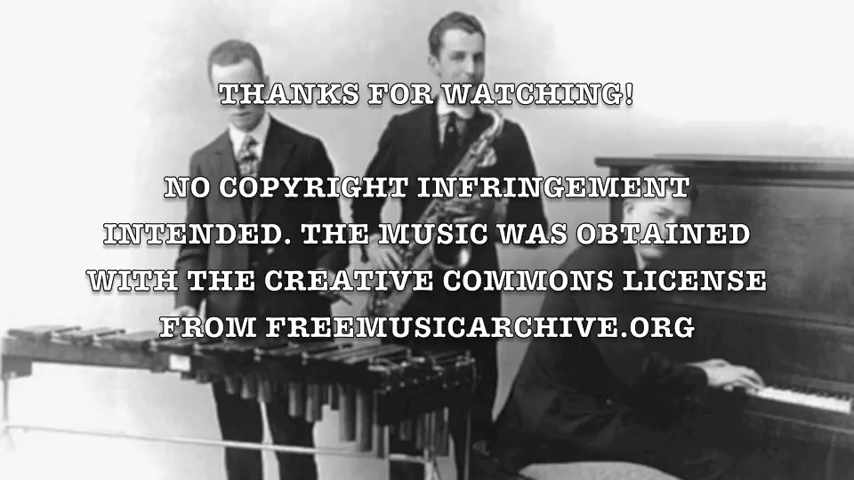 THANKS FOR WATCHING!
NO COPYRIGHT INFRINGEMENT
INTENDED. THE MUSIC WAS OBTAINED
WITH THE CREATIVE COMMONS LICENSE
FROM FREEMUSICARCHIVE.ORG